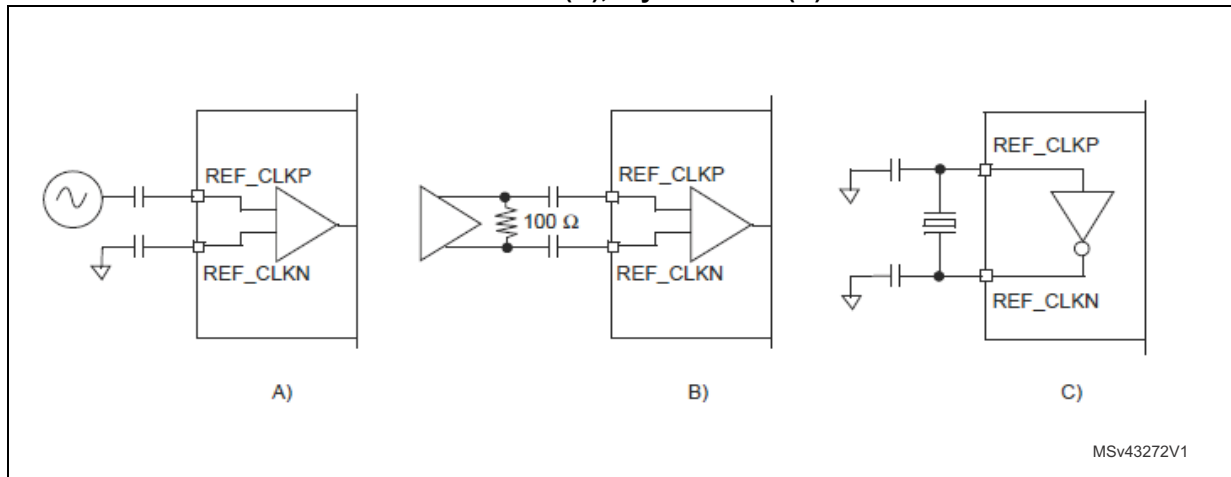 REF_CLKP
REF_CLKN
A)
REF_CLKP
100 Ω
REF_CLKN
B)
REF_CLKP
REF_CLKN
C)
MSv43272V1